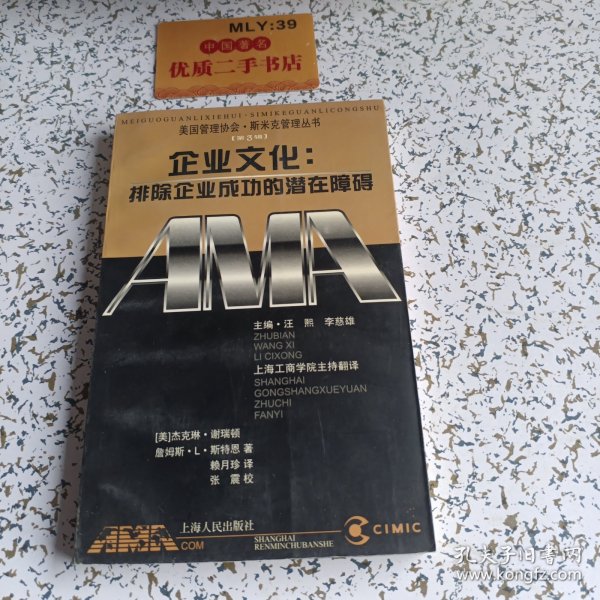 MLY:39
中国著名
优质二手书店
MEIGUOGUANLIXIEHUI·SIMIKEGUANLICONGSHU
美国管理协会·斯米克管理丛书
[第3辑]
企业文化：
排除企业成功的潜在障碍
AMA
主编·汪 熙 李慈雄
ZHUBIAN
WANG XI
LI CIXONG
上海工商学院主持翻译
SHANGHAI
GONGSHANGXUEYUAN
ZHUCHI
FANYI
[美]杰克琳·谢瑞顿
詹姆斯·L·斯特恩 著
赖月珍 译
张 震 校
AMA
COM
上海人民出版社
SHANGHAI
RENMINCHUBANSHE
CIMIC
孔夫子旧书网
www.kongfz.com